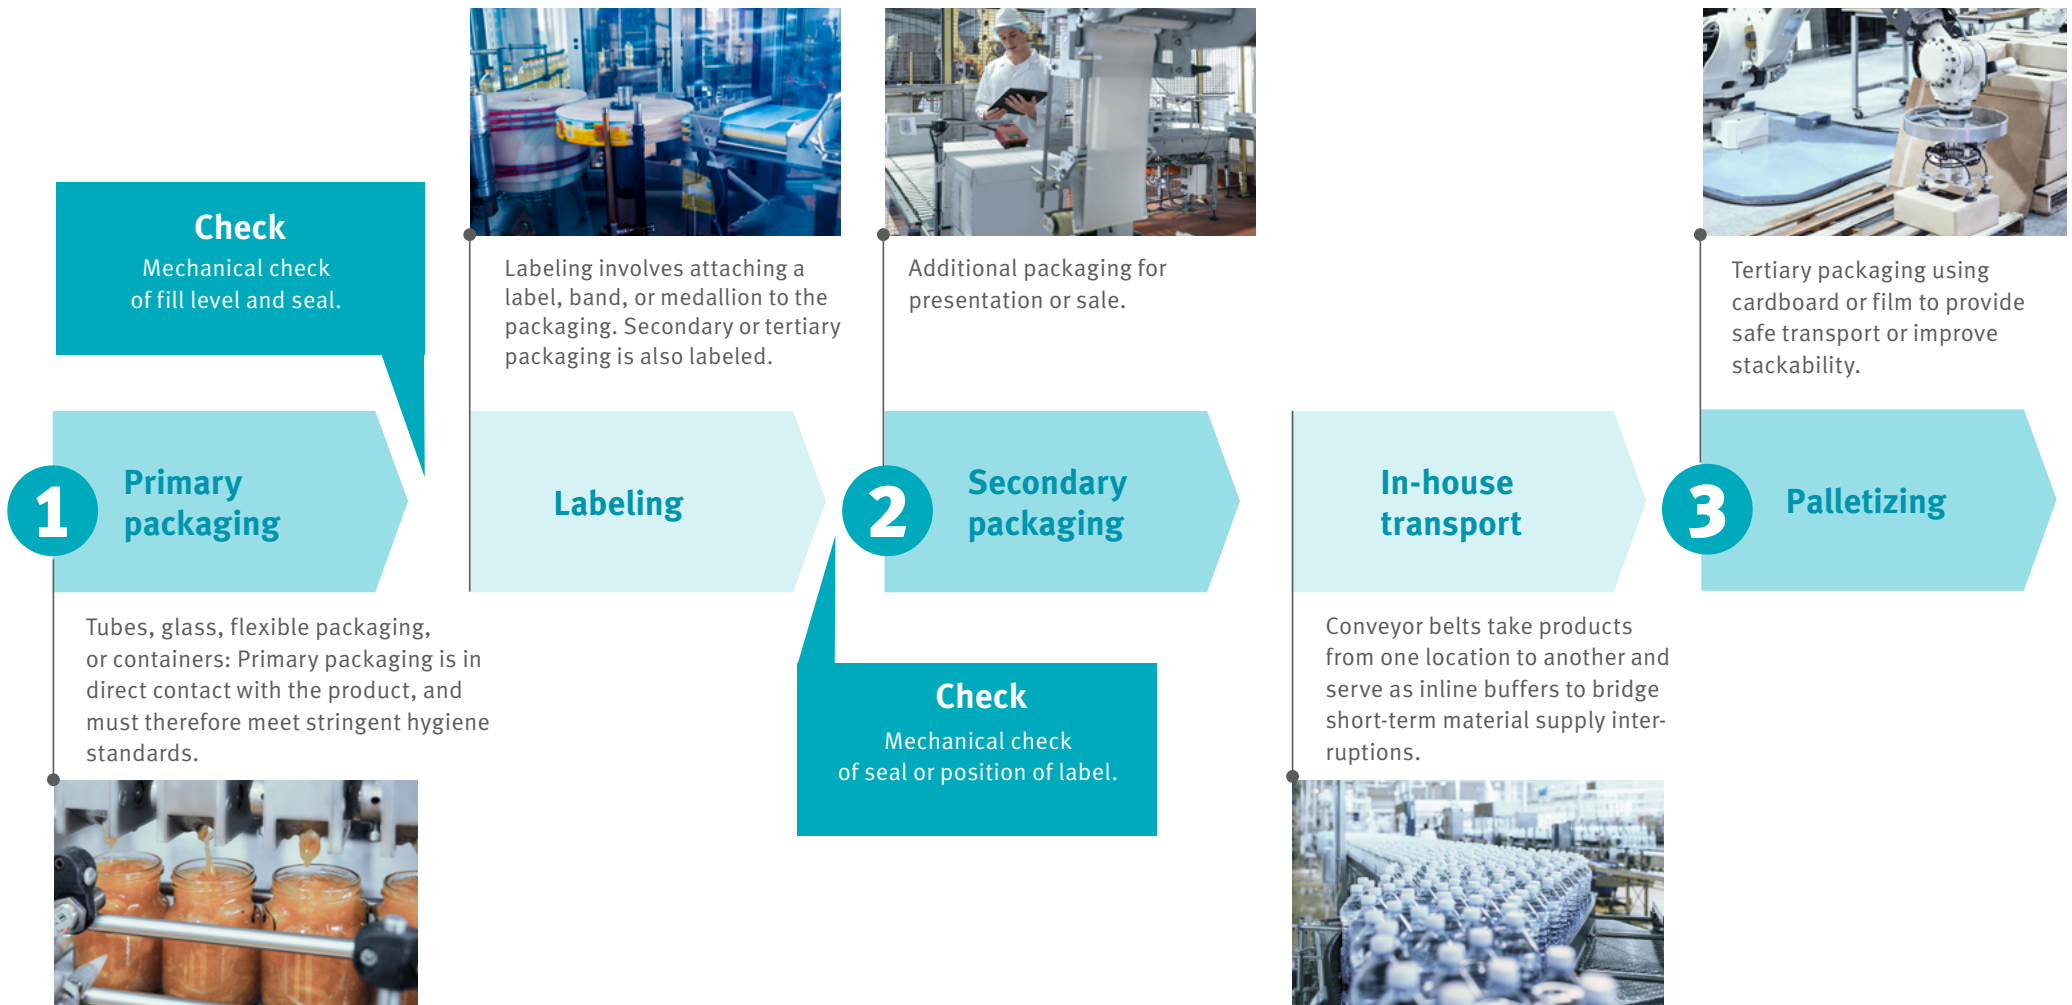 Check
Mechanical check
of fill level and seal.
1
Primary
packaging
Tubes, glass, flexible packaging,
or containers: Primary packaging is in
direct contact with the product, and
must therefore meet stringent hygiene
standards.
Labeling involves attaching a
label, band, or medallion to the
packaging. Secondary or tertiary
packaging is also labeled.
Labeling
Check
Mechanical check
of seal or position of label.
Additional packaging for
presentation or sale.
2
Secondary
packaging
In-house
transport
Conveyor belts take products
from one location to another and
serve as inline buffers to bridge
short-term material supply inter-
ruptions.
Tertiary packaging using
cardboard or film to provide
safe transport or improve
stackability.
3
Palletizing